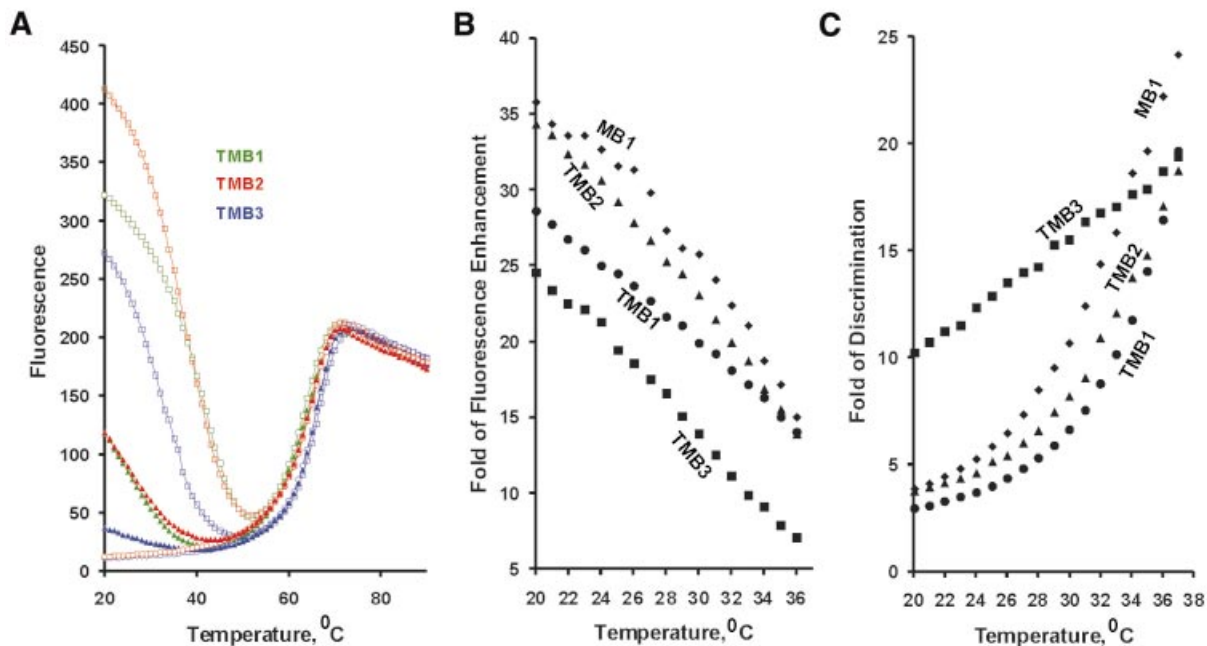 A
450
400
350
300
250
200
150
100
50
0
20
40
60
80
Fluorescence
Temperature, ⁰C
TMB1
TMB2
TMB3
B
40
35
30
25
20
15
10
5
20 22 24 26 28 30 32 34 36
Fold of Fluorescence Enhancement
Temperature, ⁰C
MB1
TMB2
TMB1
TMB3
C
25
20
15
10
5
0
20 22 24 26 28 30 32 34 36 38
Fold of Discrimination
Temperature, ⁰C
MB1
TMB3
TMB2
TMB1